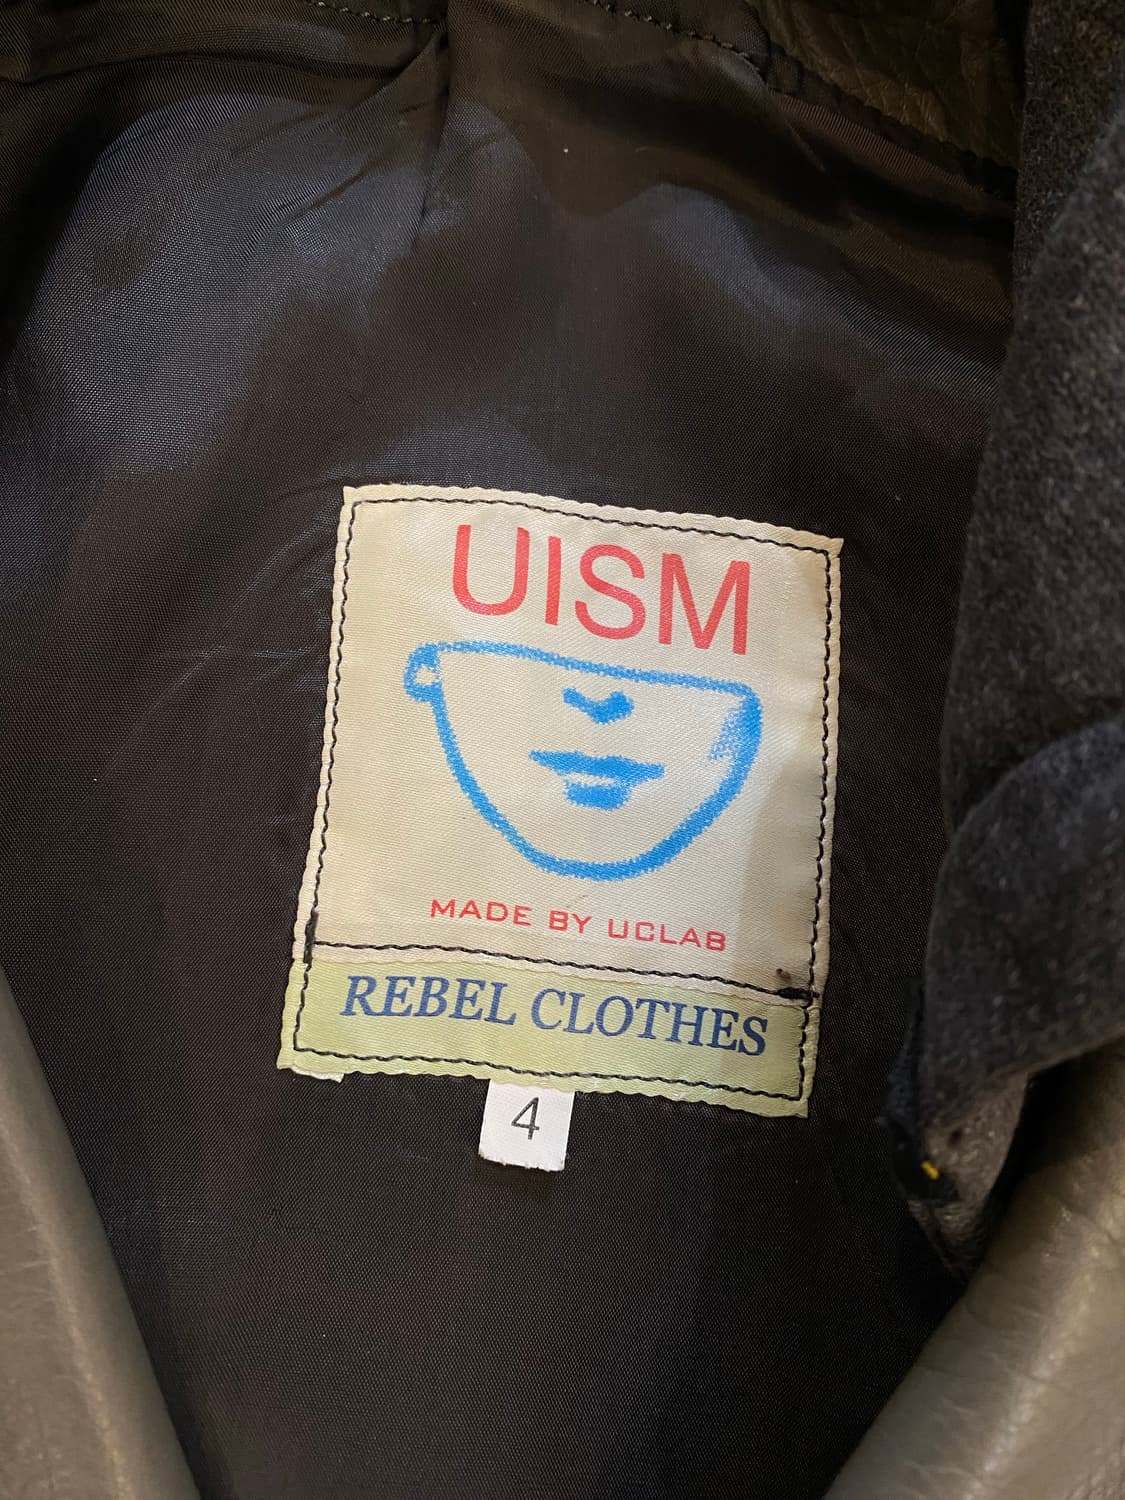 UISM
MADE BY UCLAB
REBEL CLOTHES
4